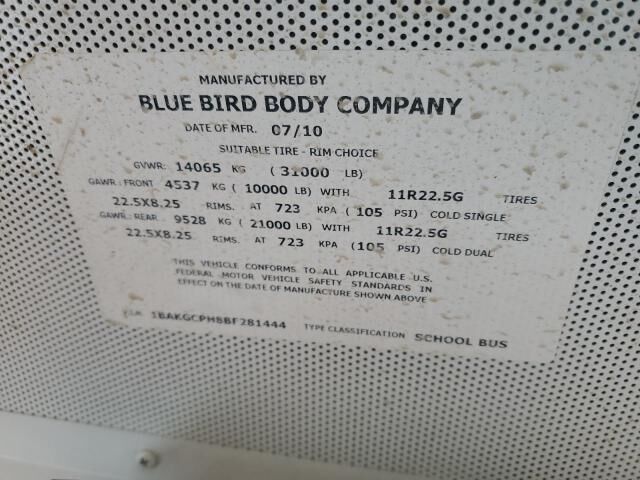 MANUFACTURED BY
BLUE BIRD BODY COMPANY
DATE OF MFR. 07/10
SUITABLE TIRE - RIM CHOICE
GVWR: 14065 KG ( 31000 LB)
GAWR: FRONT 4537 KG ( 10000 LB) WITH 11R22.5G TIRES
22.5X8.25 RIMS. AT 723 KPA ( 105 PSI) COLD SINGLE
GAWR: REAR 9528 KG ( 21000 LB) WITH 11R22.5G TIRES
22.5X8.25 RIMS. AT 723 KPA (105 PSI) COLD DUAL
THIS VEHICLE CONFORMS TO ALL APPLICABLE U.S.
FEDERAL MOTOR VEHICLE SAFETY STANDARDS IN
EFFECT ON THE DATE OF MANUFACTURE SHOWN ABOVE
1BAKGCPH8BF281444 TYPE CLASSIFICATION SCHOOL BUS